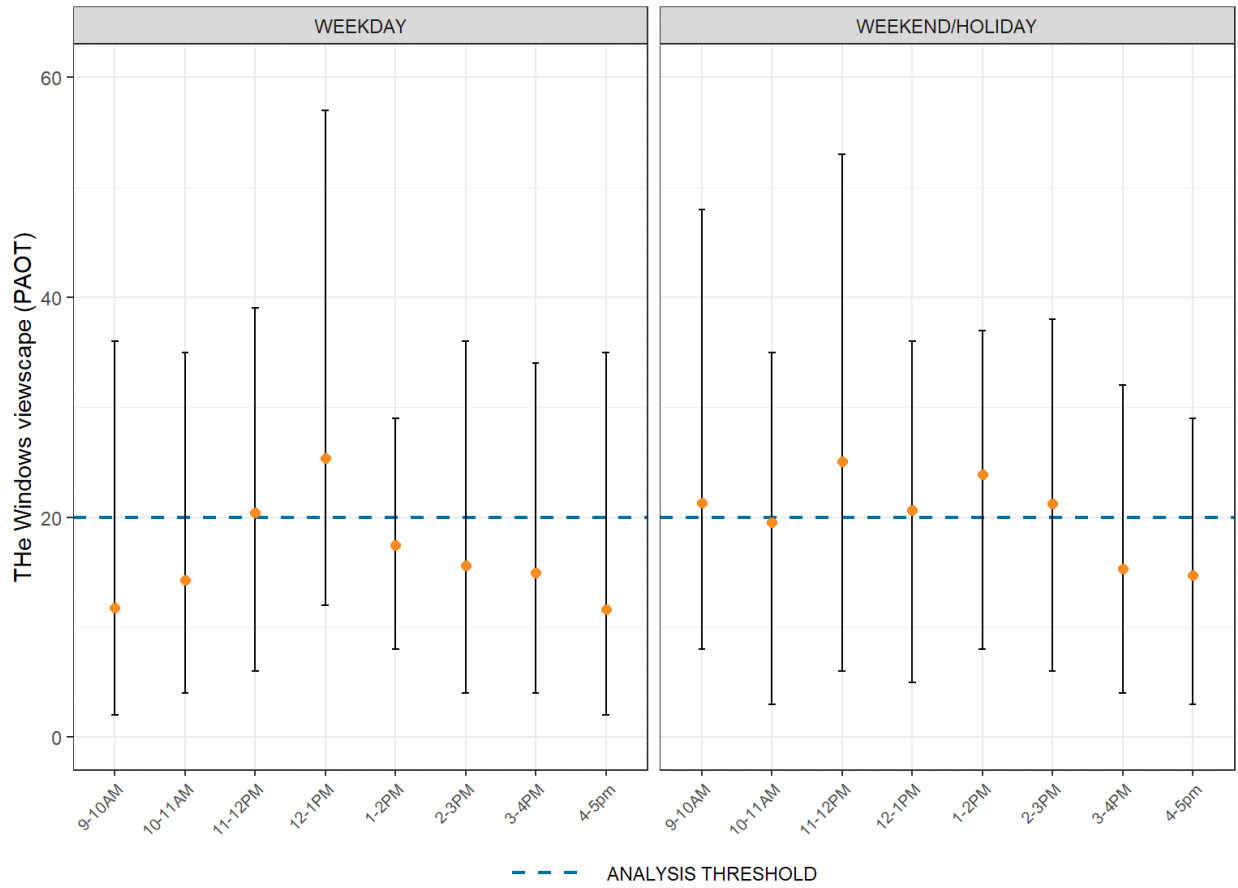 WEEKDAY
WEEKEND/HOLIDAY
THe Windows viewscape (PAOT)
60
40
20
0
9-10AM
10-11AM
11-12PM
12-1PM
1-2PM
2-3PM
3-4PM
4-5pm
9-10AM
10-11AM
11-12PM
12-1PM
1-2PM
2-3PM
3-4PM
4-5pm
ANALYSIS THRESHOLD